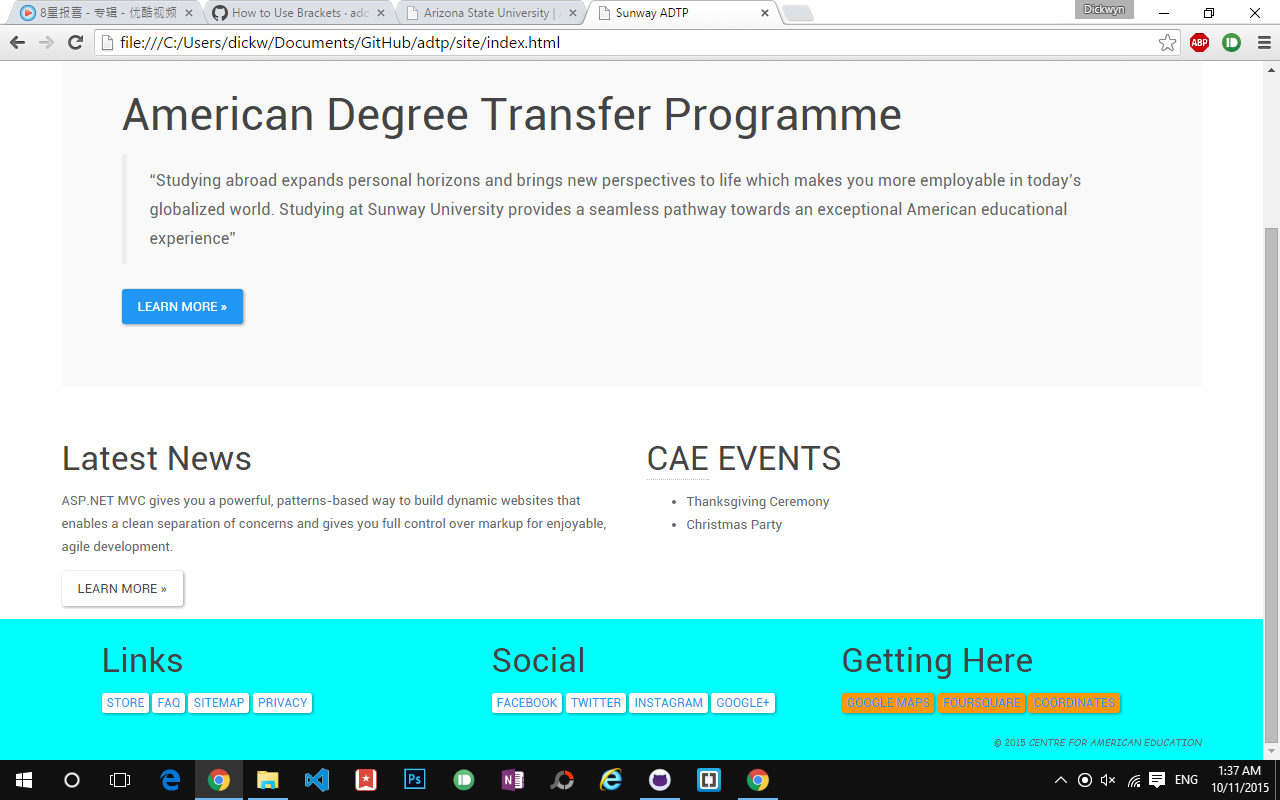 8星报喜 - 专辑 - 优酷视频
How to Use Brackets · ado
Arizona State University | A
Sunway ADTP
Dickwyn
file:///C:/Users/dickw/Documents/GitHub/adtp/site/index.html
ABP
American Degree Transfer Programme
“Studying abroad expands personal horizons and brings new perspectives to life which makes you more employable in today’s
globalized world. Studying at Sunway University provides a seamless pathway towards an exceptional American educational
experience”
LEARN MORE »
Latest News
CAE EVENTS
ASP.NET MVC gives you a powerful, patterns-based way to build dynamic websites that
enables a clean separation of concerns and gives you full control over markup for enjoyable,
agile development.
• Thanksgiving Ceremony
• Christmas Party
LEARN MORE »
Links
Social
Getting Here
STORE FAQ SITEMAP PRIVACY
FACEBOOK TWITTER INSTAGRAM GOOGLE+
GOOGLE MAPS FOURSQUARE COORDINATES
© 2015 CENTRE FOR AMERICAN EDUCATION
Ps
N
ENG
1:37 AM
10/11/2015